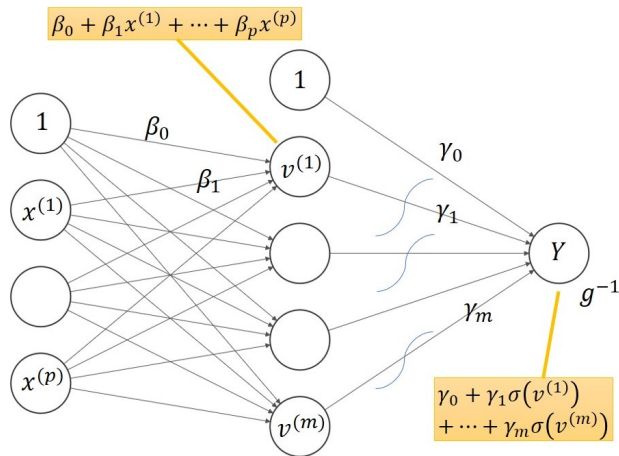 β₀ + β₁x⁽¹⁾ + ⋯ + βₚx⁽ᵖ⁾
1
1
β₀
γ₀
v⁽¹⁾
β₁
x⁽¹⁾
γ₁
Y
g⁻¹
γₘ
x⁽ᵖ⁾
v⁽ᵐ⁾
γ₀ + γ₁σ(v⁽¹⁾)
+ ⋯ + γₘσ(v⁽ᵐ⁾)